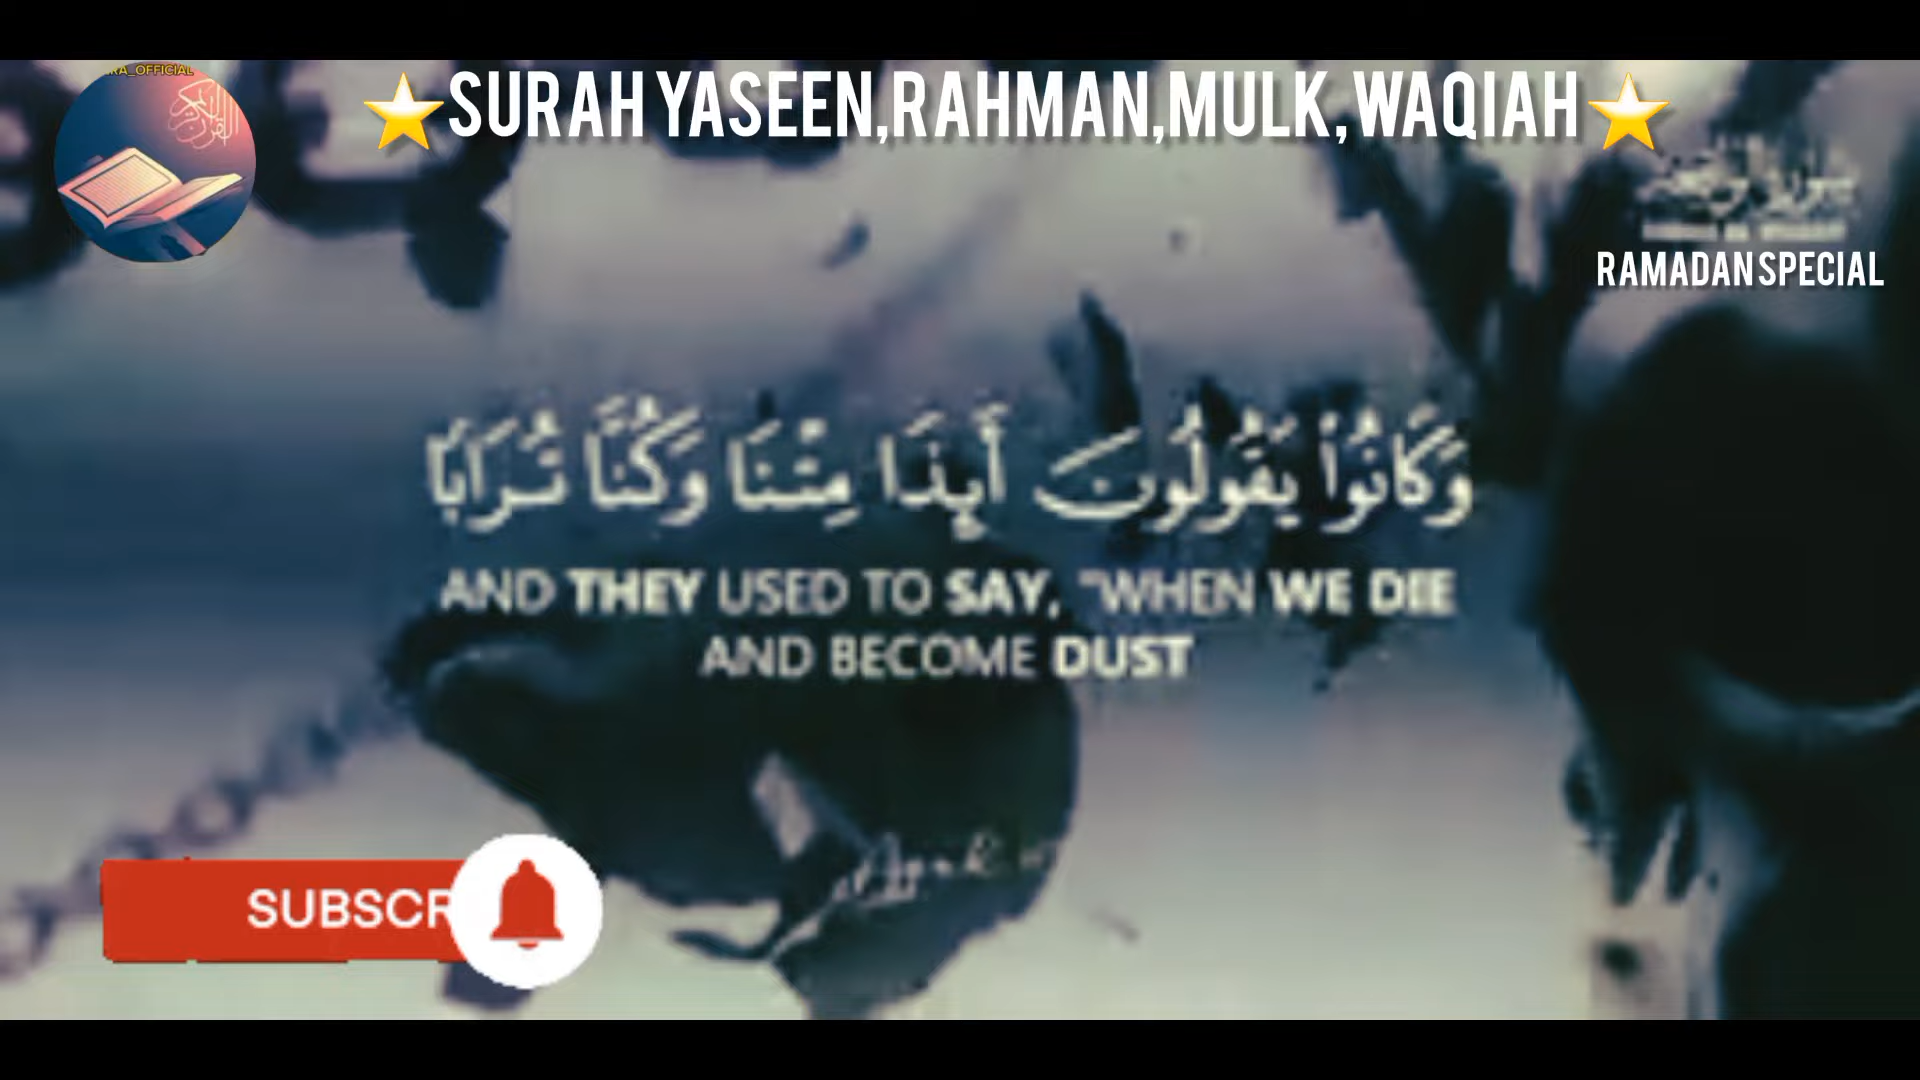 RA_OFFICIAL
⭐SURAH YASEEN,RAHMAN,MULK,WAQIAH⭐
RAMADAN SPECIAL
وَكَانُوا۟ يَقُولُونَ أَئِذَا مِتْنَا وَكُنَّا تُرَابًا
AND THEY USED TO SAY, "WHEN WE DIE
AND BECOME DUST
SUBSCR